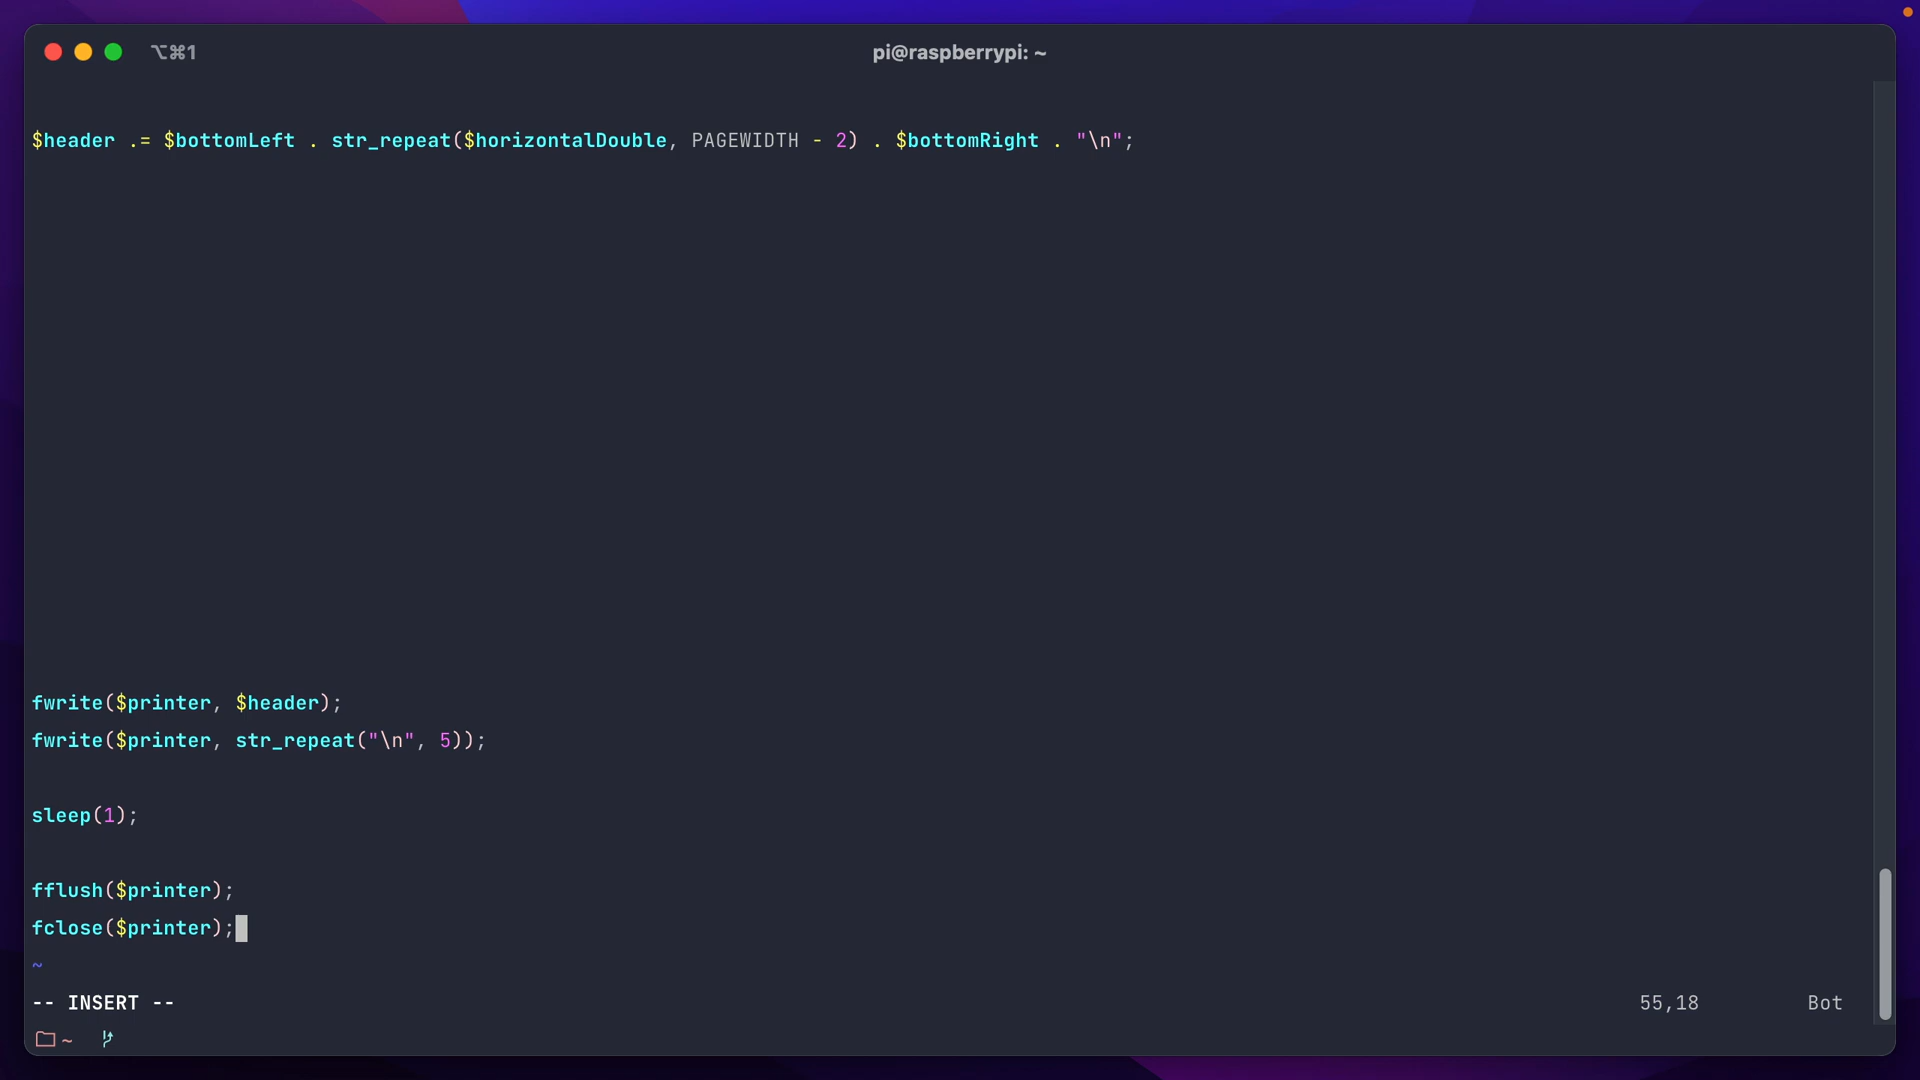 ⌥⌘1
pi@raspberrypi: ~
$header .= $bottomLeft . str_repeat($horizontalDouble, PAGEWIDTH - 2) . $bottomRight . "\n";
fwrite($printer, $header);
fwrite($printer, str_repeat("\n", 5));
sleep(1);
fflush($printer);
fclose($printer);
~
-- INSERT --
55,18
Bot
~